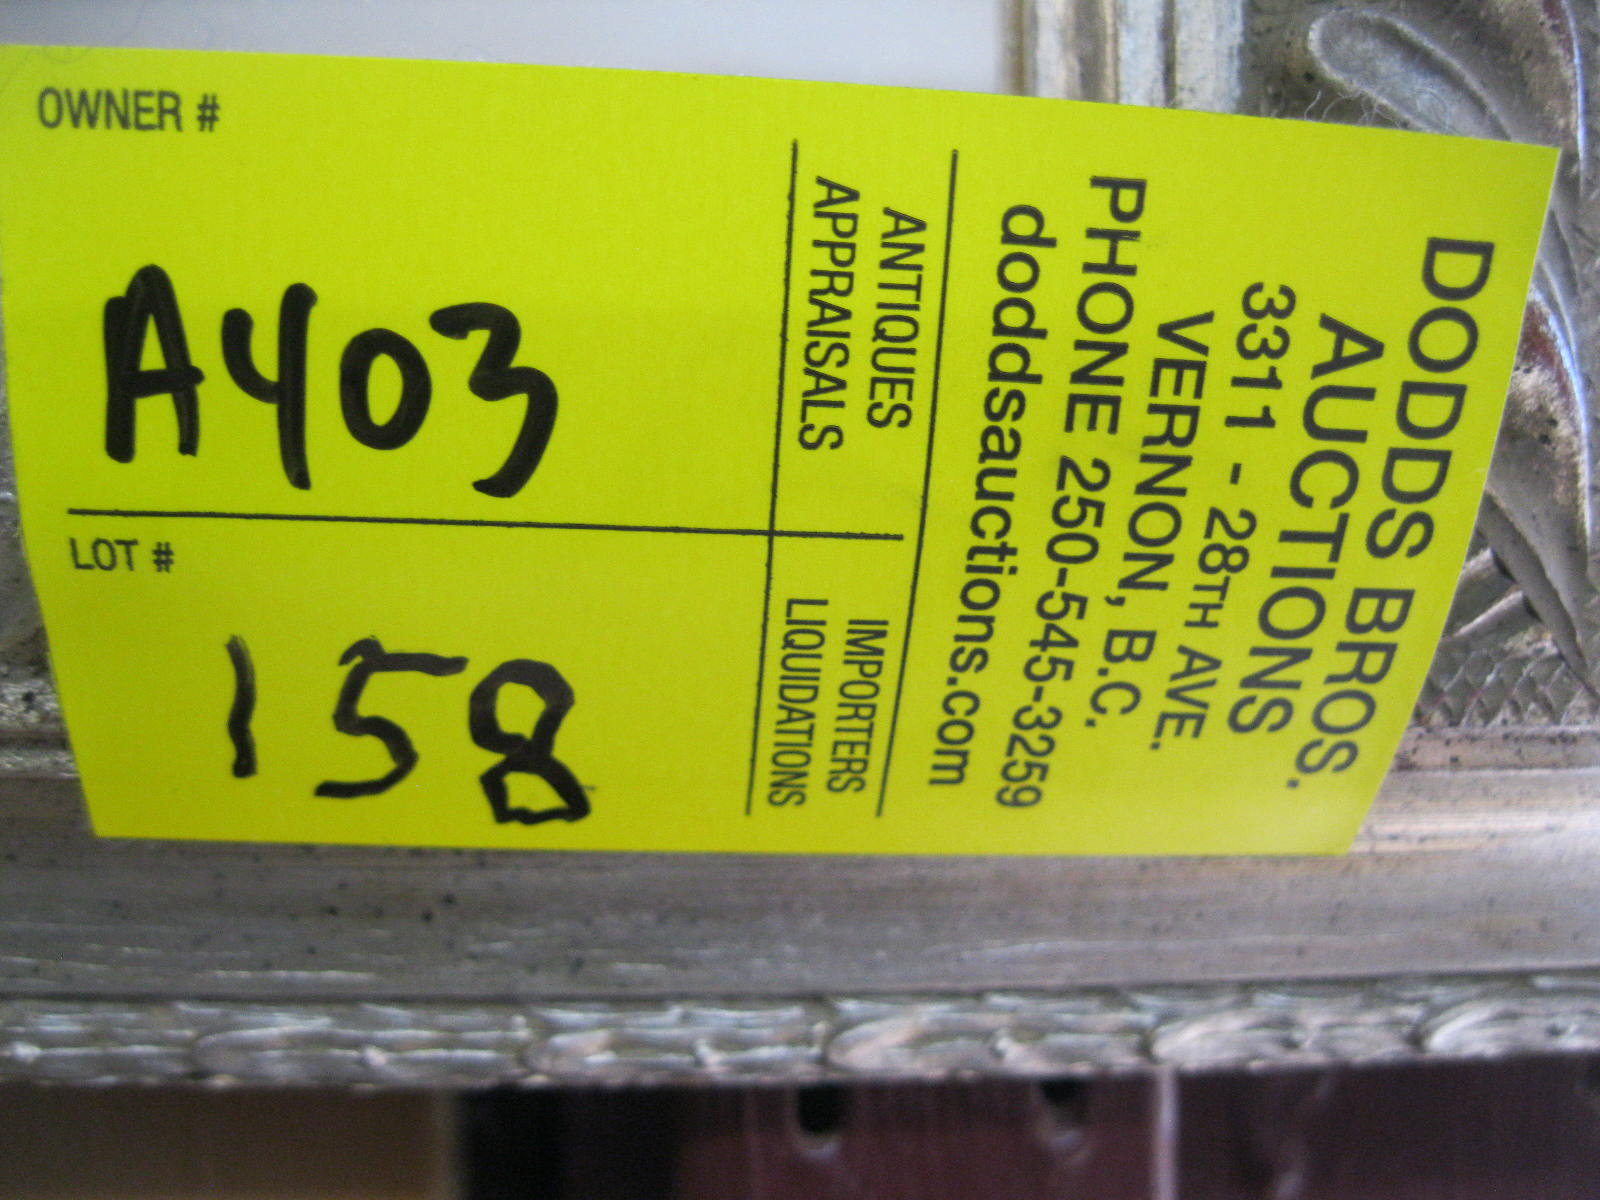 OWNER #
A403
LOT #
158
DODDS BROS.
AUCTIONS
3311 - 28TH AVE.
VERNON, B.C.
PHONE 250-545-3259
doddsauctions.com
ANTIQUES
APPRAISALS
IMPORTERS
LIQUIDATIONS